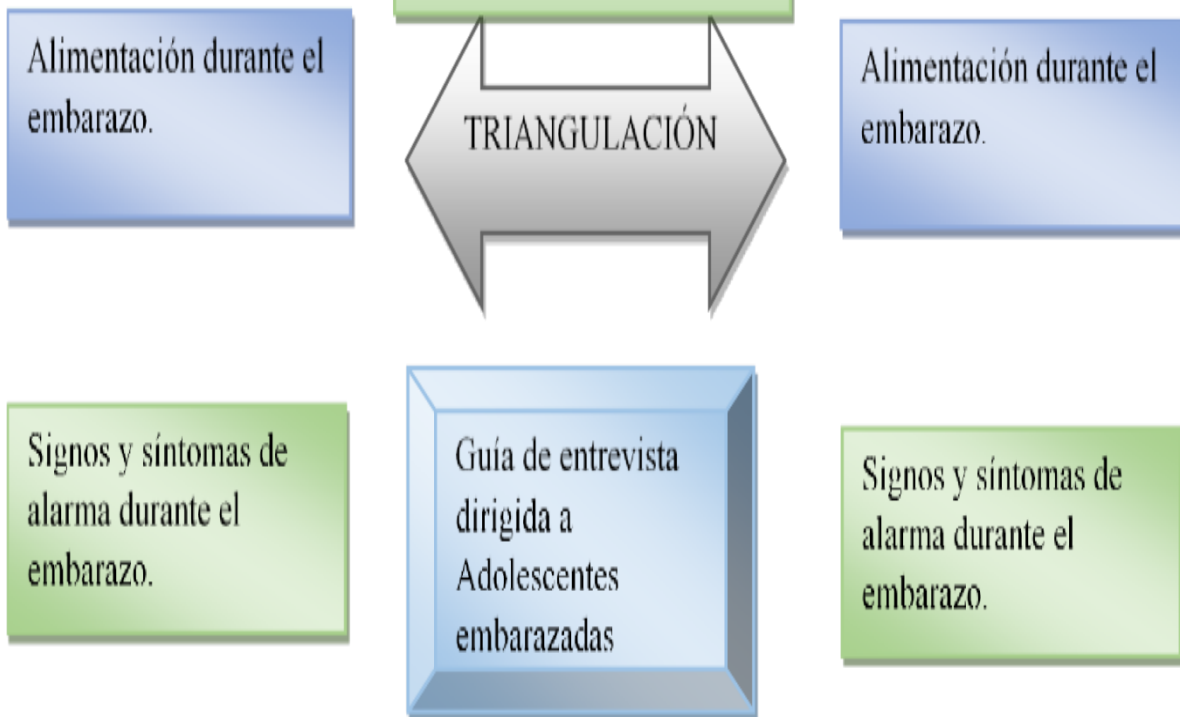 Alimentación durante el
embarazo.
TRIANGULACIÓN
Alimentación durante el
embarazo.
Signos y síntomas de
alarma durante el
embarazo.
Guía de entrevista
dirigida a
Adolescentes
embarazadas
Signos y síntomas de
alarma durante el
embarazo.